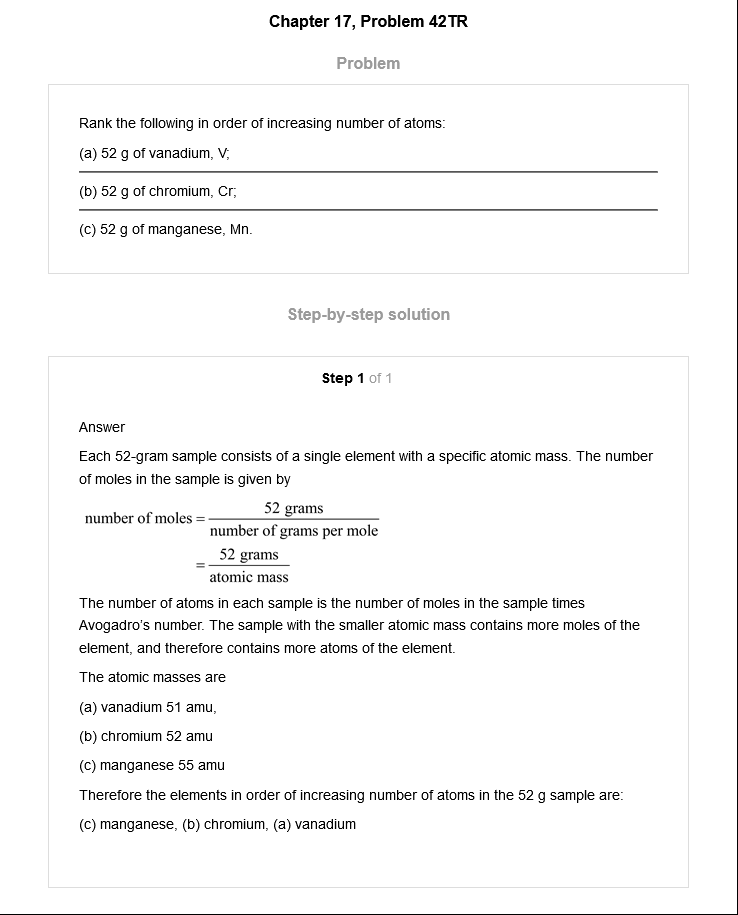 Chapter 17, Problem 42TR
Problem
Rank the following in order of increasing number of atoms:
(a) 52 g of vanadium, V;
(b) 52 g of chromium, Cr;
(c) 52 g of manganese, Mn.
Step-by-step solution
Step 1 of 1
Answer
Each 52-gram sample consists of a single element with a specific atomic mass. The number
of moles in the sample is given by
number of moles = 52 grams / number of grams per mole
= 52 grams / atomic mass
The number of atoms in each sample is the number of moles in the sample times
Avogadro's number. The sample with the smaller atomic mass contains more moles of the
element, and therefore contains more atoms of the element.
The atomic masses are
(a) vanadium 51 amu,
(b) chromium 52 amu
(c) manganese 55 amu
Therefore the elements in order of increasing number of atoms in the 52 g sample are:
(c) manganese, (b) chromium, (a) vanadium